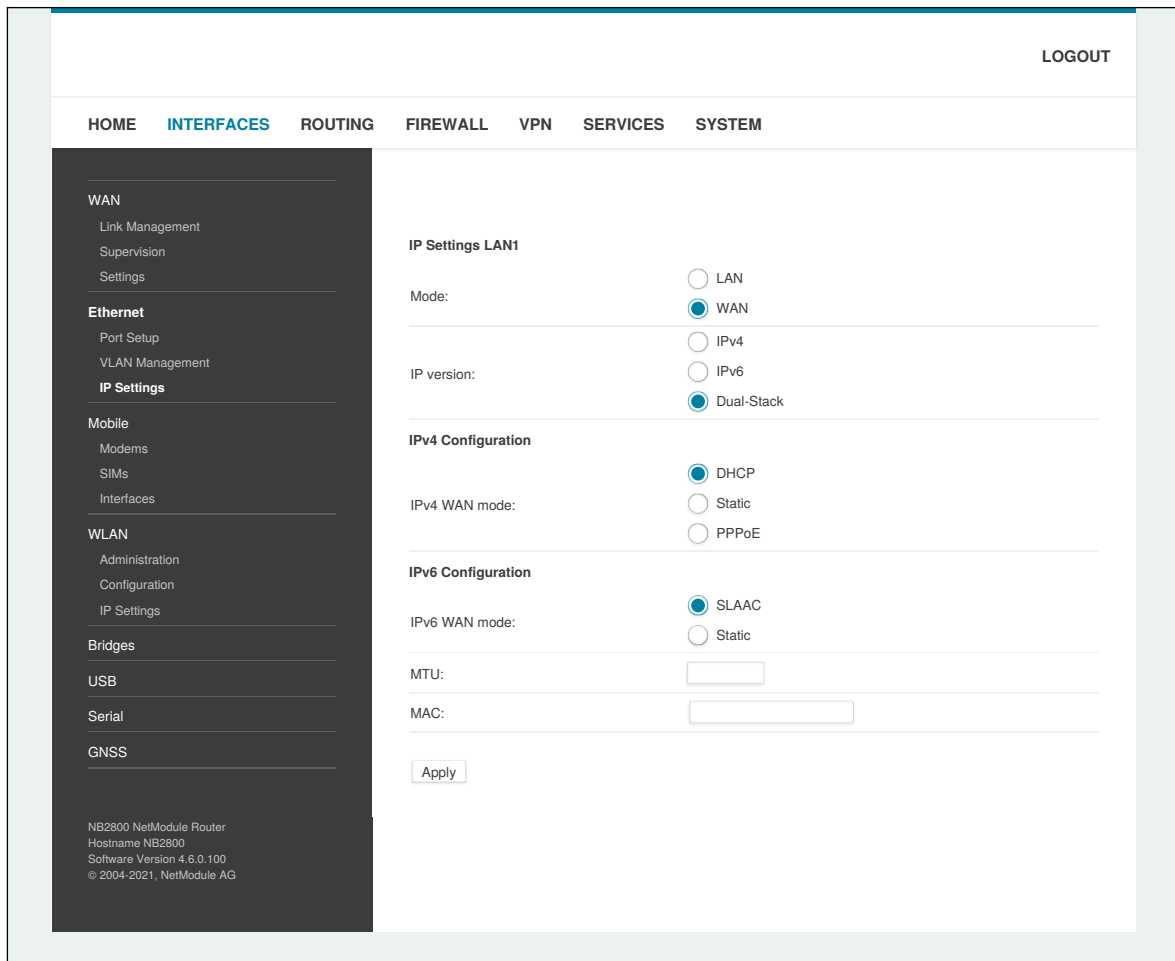 LOGOUT
HOME INTERFACES ROUTING FIREWALL VPN SERVICES SYSTEM
WAN
Link Management
Supervision
Settings
Ethernet
Port Setup
VLAN Management
IP Settings
Mobile
Modems
SIMs
Interfaces
WLAN
Administration
Configuration
IP Settings
Bridges
USB
Serial
GNSS
NB2800 NetModule Router
Hostname NB2800
Software Version 4.6.0.100
© 2004-2021, NetModule AG
IP Settings LAN1
Mode:
LAN
WAN
IP version:
IPv4
IPv6
Dual-Stack
IPv4 Configuration
IPv4 WAN mode:
DHCP
Static
PPPoE
IPv6 Configuration
IPv6 WAN mode:
SLAAC
Static
MTU:
MAC:
Apply